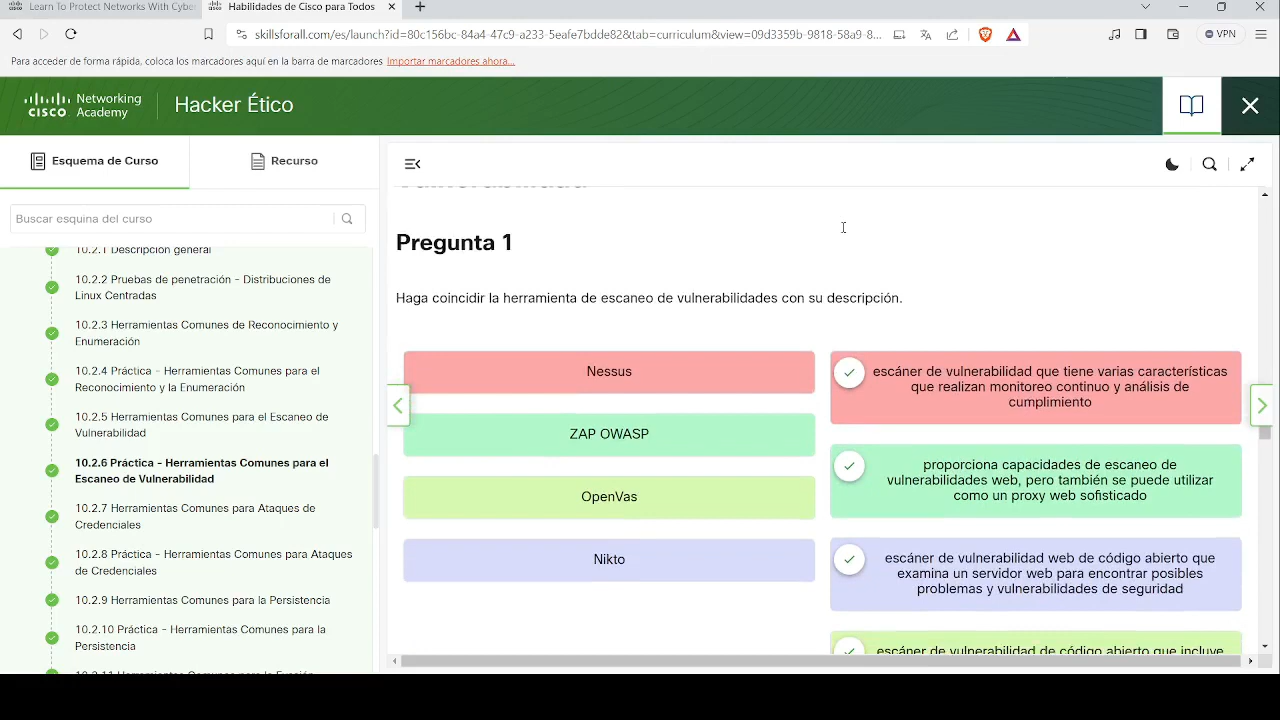 Learn To Protect Networks With Cyber
Habilidades de Cisco para Todos
skillsforall.com/es/launch?id=80c156bc-84a4-47c9-a233-5eafe7bdde82&tab=curriculum&view=09d3359b-9818-58a9-8...
VPN
Para acceder de forma rápida, coloca los marcadores aquí en la barra de marcadores Importar marcadores ahora...
CISCO Networking Academy
Hacker Ético
Esquema de Curso
Recurso
Buscar esquina del curso
10.2.1 Descripción general
10.2.2 Pruebas de penetración - Distribuciones de
Linux Centradas
10.2.3 Herramientas Comunes de Reconocimiento y
Enumeración
10.2.4 Práctica - Herramientas Comunes para el
Reconocimiento y la Enumeración
10.2.5 Herramientas Comunes para el Escaneo de
Vulnerabilidad
10.2.6 Práctica - Herramientas Comunes para el
Escaneo de Vulnerabilidad
10.2.7 Herramientas Comunes para Ataques de
Credenciales
10.2.8 Práctica - Herramientas Comunes para Ataques
de Credenciales
10.2.9 Herramientas Comunes para la Persistencia
10.2.10 Práctica - Herramientas Comunes para la
Persistencia
Pregunta 1
Haga coincidir la herramienta de escaneo de vulnerabilidades con su descripción.
Nessus
ZAP OWASP
OpenVas
Nikto
escáner de vulnerabilidad que tiene varias características
que realizan monitoreo continuo y análisis de
cumplimiento
proporciona capacidades de escaneo de
vulnerabilidades web, pero también se puede utilizar
como un proxy web sofisticado
escáner de vulnerabilidad web de código abierto que
examina un servidor web para encontrar posibles
problemas y vulnerabilidades de seguridad
escáner de vulnerabilidad de código abierto que incluye